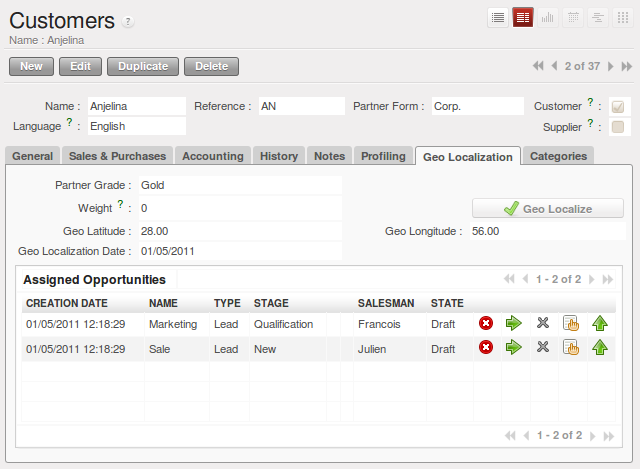 Customers ?
Name : Anjelina
New Edit Duplicate Delete 2 of 37
Name : Anjelina Reference : AN Partner Form : Corp. Customer ? :
Language ? : English Supplier ? :
General Sales & Purchases Accounting History Notes Profiling Geo Localization Categories
Partner Grade : Gold
Weight ? : 0 Geo Localize
Geo Latitude : 28.00 Geo Longitude : 56.00
Geo Localization Date : 01/05/2011
Assigned Opportunities 1 - 2 of 2
CREATION DATE NAME TYPE STAGE SALESMAN STATE
01/05/2011 12:18:29 Marketing Lead Qualification Francois Draft
01/05/2011 12:18:29 Sale Lead New Julien Draft
1 - 2 of 2